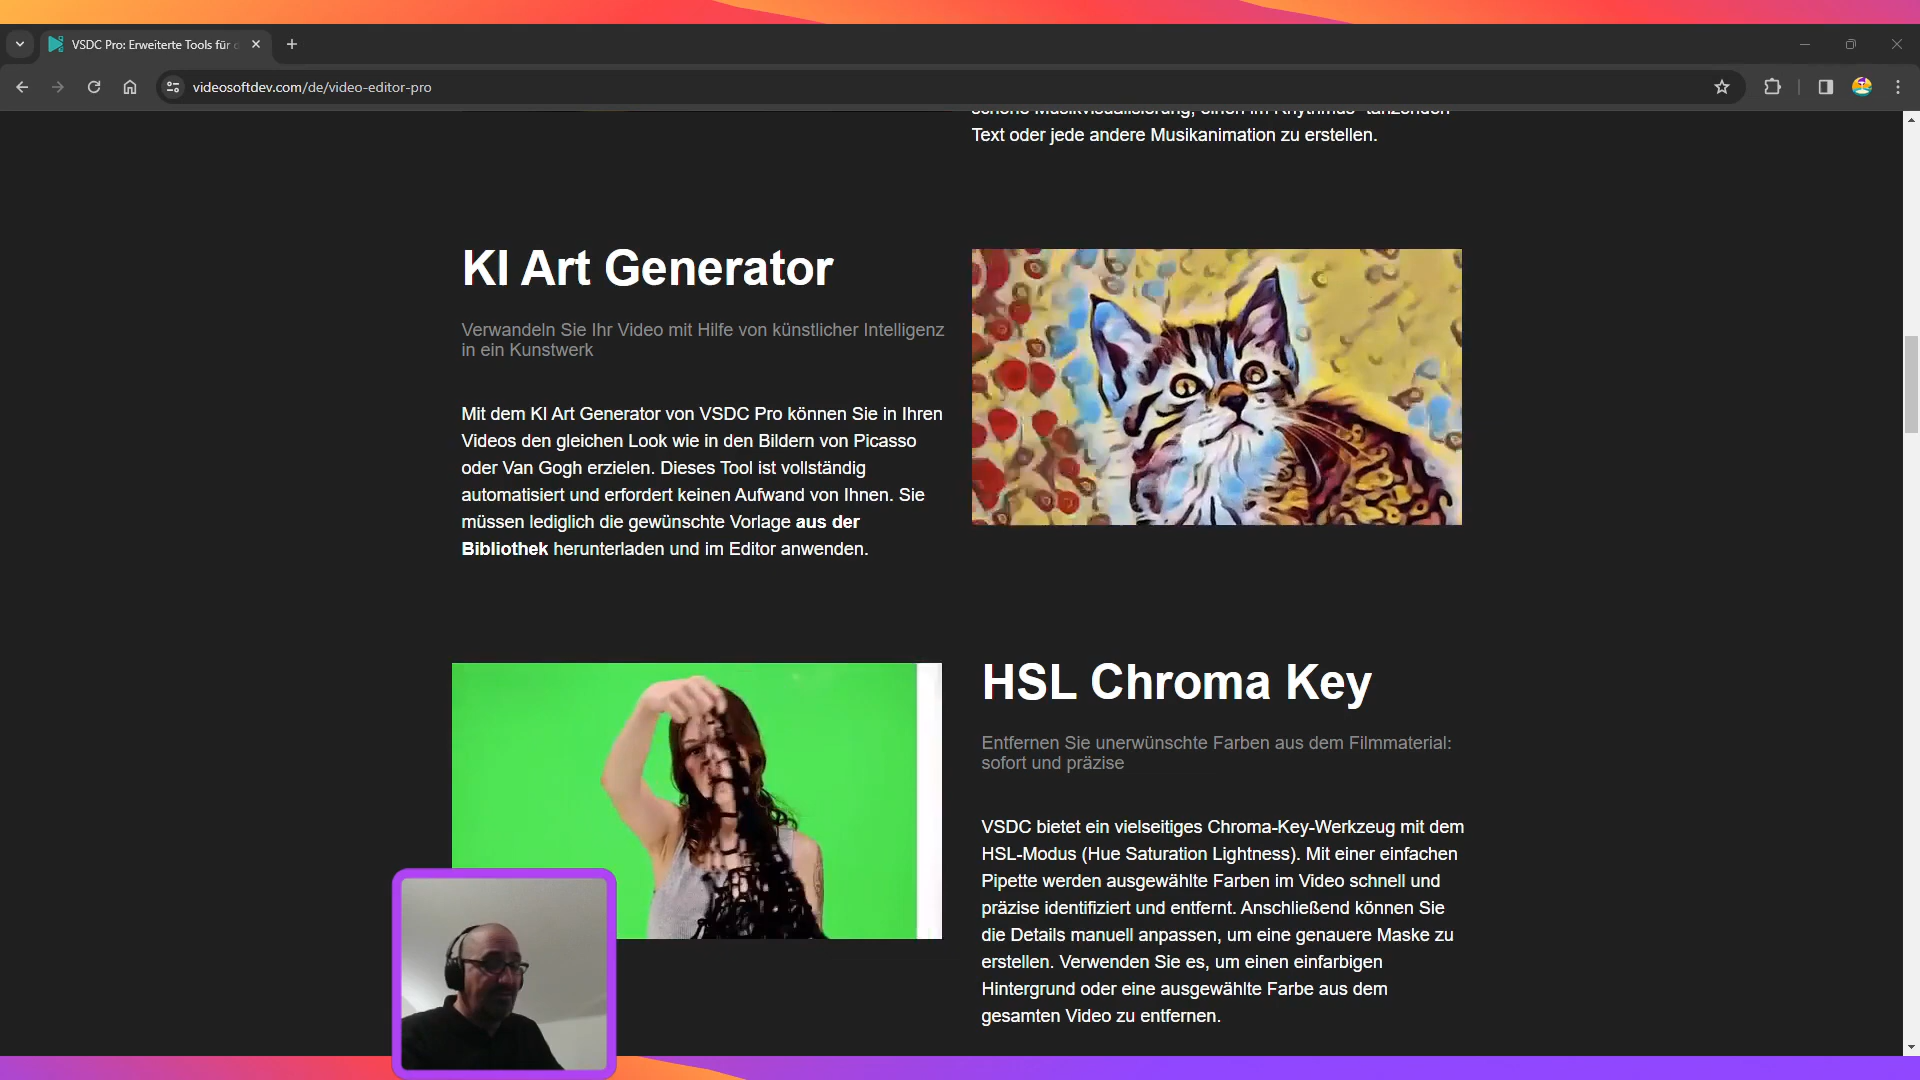 VSDC Pro: Erweiterte Tools für
videosoftdev.com/de/video-editor-pro
Text oder jede andere Musikanimation zu erstellen.
KI Art Generator
Verwandeln Sie Ihr Video mit Hilfe von künstlicher Intelligenz
in ein Kunstwerk
Mit dem KI Art Generator von VSDC Pro können Sie in Ihren
Videos den gleichen Look wie in den Bildern von Picasso
oder Van Gogh erzielen. Dieses Tool ist vollständig
automatisiert und erfordert keinen Aufwand von Ihnen. Sie
müssen lediglich die gewünschte Vorlage aus der
Bibliothek herunterladen und im Editor anwenden.
HSL Chroma Key
Entfernen Sie unerwünschte Farben aus dem Filmmaterial:
sofort und präzise
VSDC bietet ein vielseitiges Chroma-Key-Werkzeug mit dem
HSL-Modus (Hue Saturation Lightness). Mit einer einfachen
Pipette werden ausgewählte Farben im Video schnell und
präzise identifiziert und entfernt. Anschließend können Sie
die Details manuell anpassen, um eine genauere Maske zu
erstellen. Verwenden Sie es, um einen einfarbigen
Hintergrund oder eine ausgewählte Farbe aus dem
gesamten Video zu entfernen.